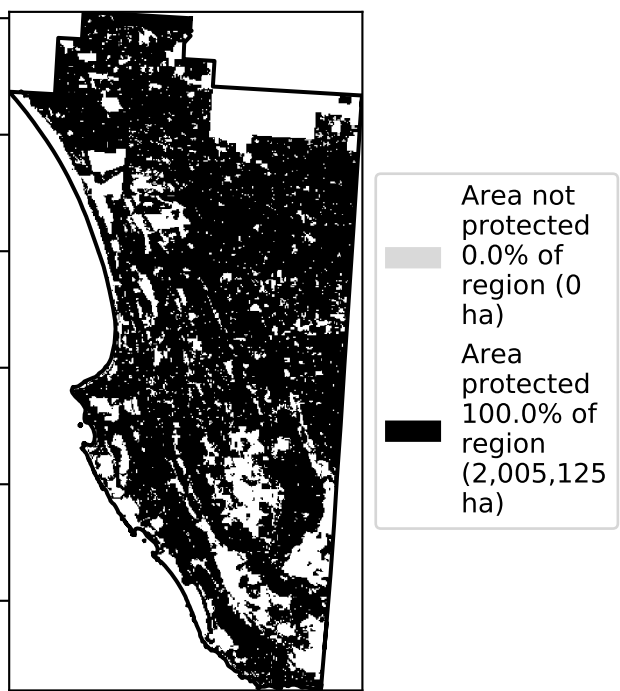 Area not
protected
0.0% of
region (0
ha)
Area
protected
100.0% of
region
(2,005,125
ha)